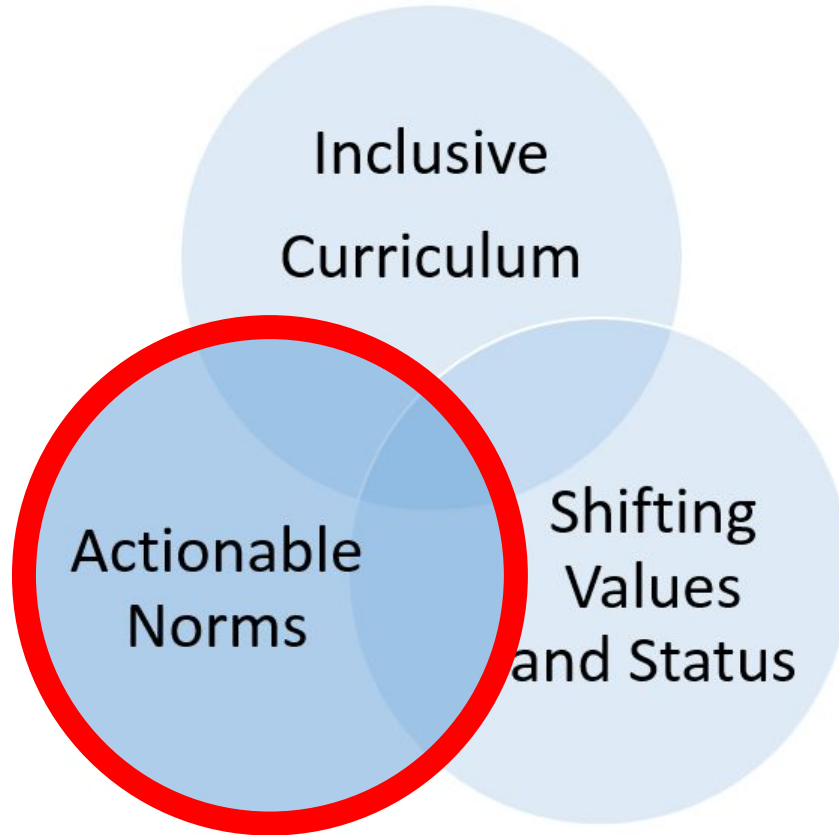 Inclusive
Curriculum
Actionable
Norms
Shifting
Values
and Status